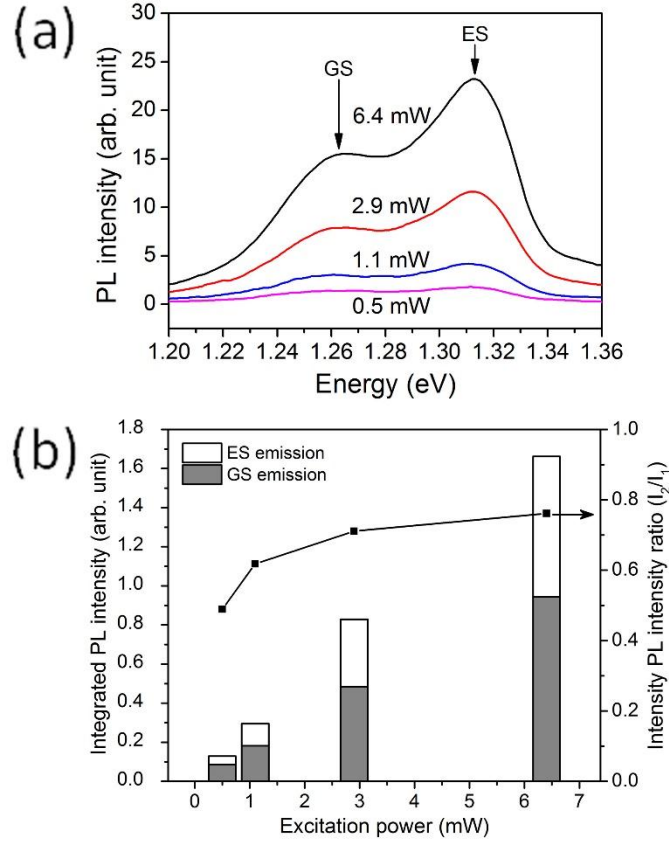 (a)
PL intensity (arb. unit)
30
25
20
15
10
5
0
GS
ES
6.4 mW
2.9 mW
1.1 mW
0.5 mW
1.20 1.22 1.24 1.26 1.28 1.30 1.32 1.34 1.36
Energy (eV)
(b)
Integrated PL intensity (arb. unit)
1.8
1.6
1.4
1.2
1.0
0.8
0.6
0.4
0.2
0.0
ES emission
GS emission
1.0
0.8
0.6
0.4
0.2
0.0
Intensity PL intensity ratio (I₂/I₁)
0 1 2 3 4 5 6 7
Excitation power (mW)